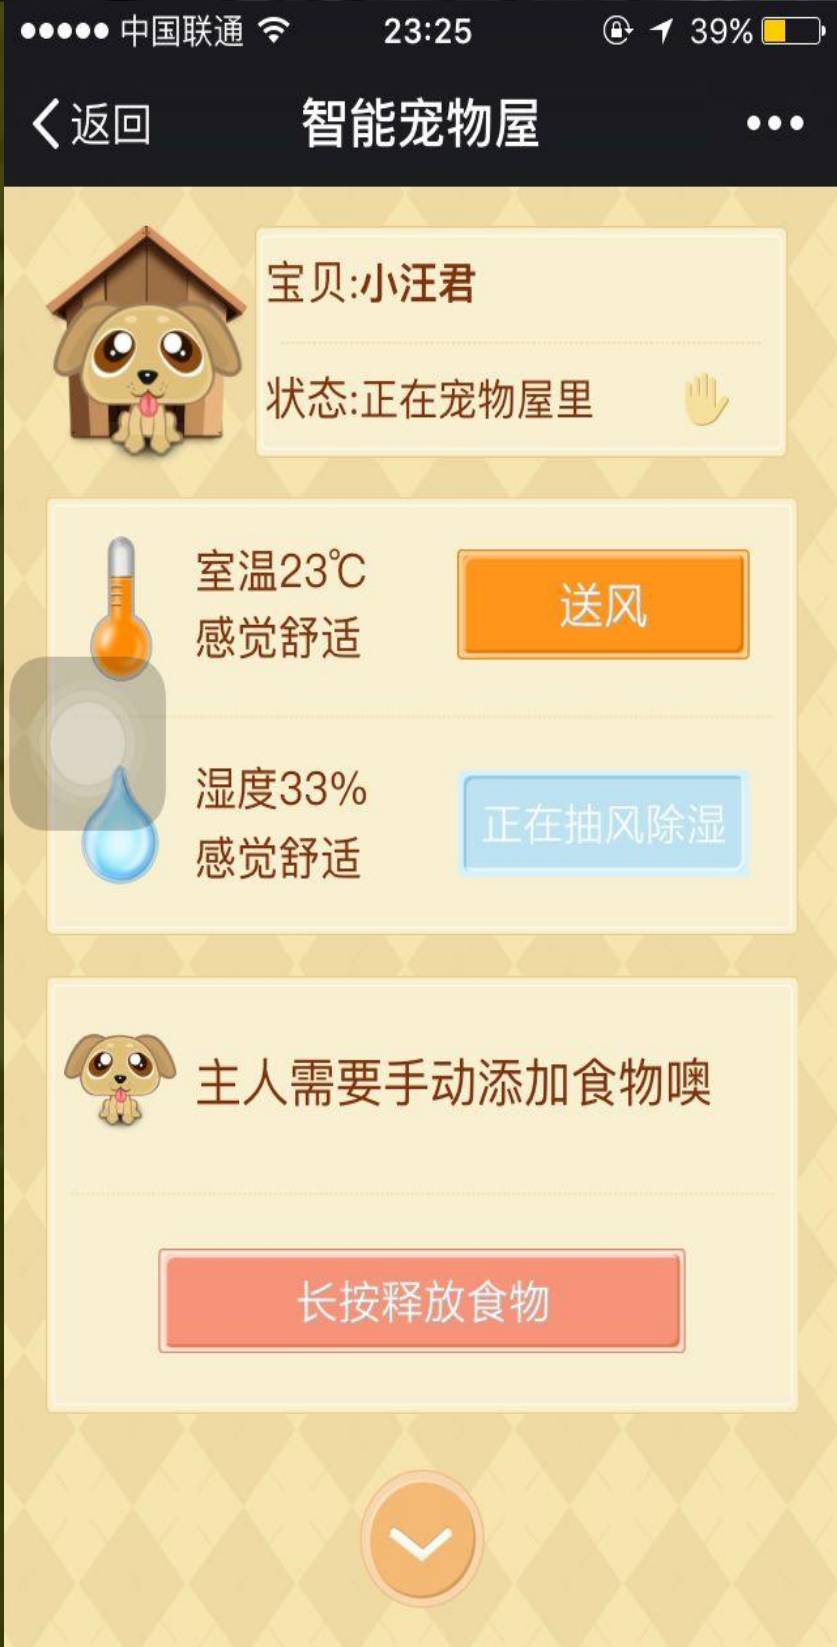 中国联通 23:25 39%
返回 智能宠物屋
宝贝:小汪君
状态:正在宠物屋里
室温23℃
感觉舒适
送风
湿度33%
感觉舒适
正在抽风除湿
主人需要手动添加食物噢
长按释放食物